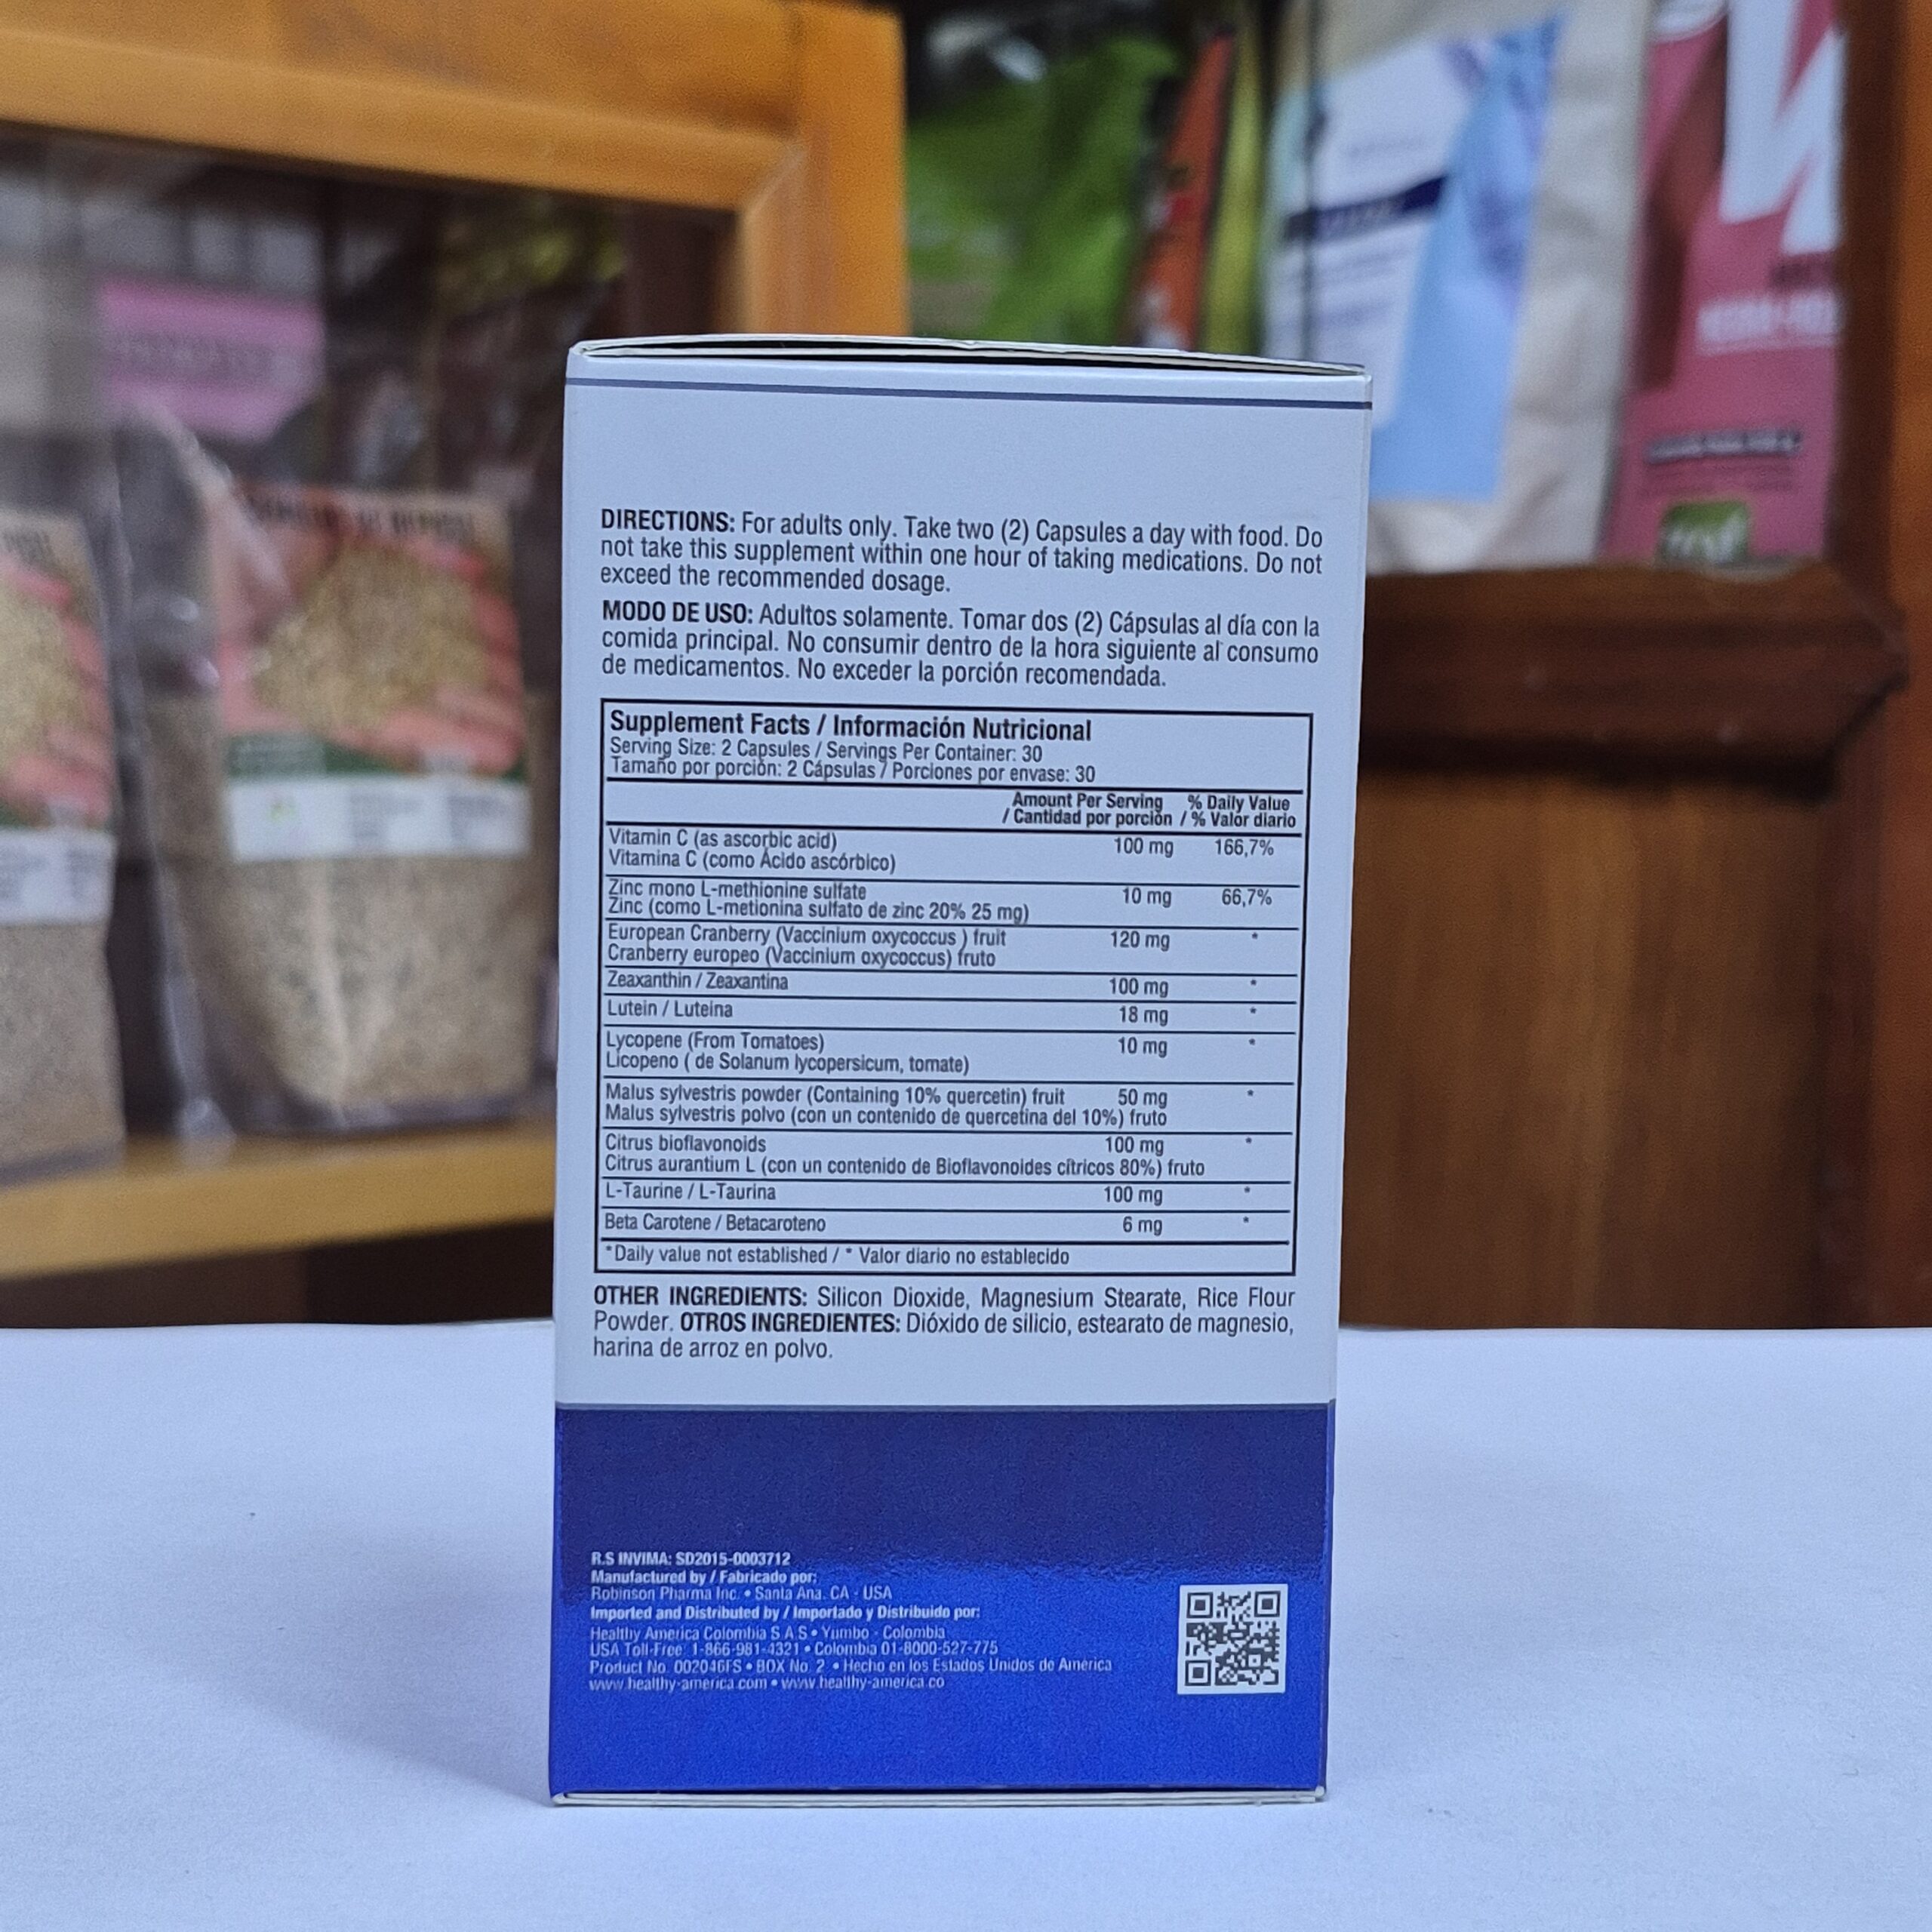 DIRECTIONS: For adults only. Take two (2) Capsules a day with food. Do
not take this supplement within one hour of taking medications. Do not
exceed the recommended dosage.
MODO DE USO: Adultos solamente. Tomar dos (2) Cápsulas al día con la
comida principal. No consumir dentro de la hora siguiente al consumo
de medicamentos. No exceder la porción recomendada.
Supplement Facts / Información Nutricional
Serving Size: 2 Capsules / Servings Per Container: 30
Tamaño por porción: 2 Cápsulas / Porciones por envase: 30
Amount Per Serving % Daily Value
/ Cantidad por porción / % Valor diario
Vitamin C (as ascorbic acid) 100 mg 166,7%
Vitamina C (como Ácido ascórbico)
Zinc mono L-methionine sulfate 10 mg 66,7%
Zinc (como L-metionina sulfato de zinc 20% 25 mg)
European Cranberry (Vaccinium oxycoccus ) fruit 120 mg *
Cranberry europeo (Vaccinium oxycoccus) fruto
Zeaxanthin / Zeaxantina 100 mg *
Lutein / Luteina 18 mg *
Lycopene (From Tomatoes) 10 mg *
Licopeno ( de Solanum lycopersicum, tomate)
Malus sylvestris powder (Containing 10% quercetin) fruit 50 mg *
Malus sylvestris polvo (con un contenido de quercetina del 10%) fruto
Citrus bioflavonoids 100 mg *
Citrus aurantium L (con un contenido de Bioflavonoides cítricos 80%) fruto
L-Taurine / L-Taurina 100 mg *
Beta Carotene / Betacaroteno 6 mg *
*Daily value not established / * Valor diario no establecido
OTHER INGREDIENTS: Silicon Dioxide, Magnesium Stearate, Rice Flour
Powder. OTROS INGREDIENTES: Dióxido de silicio, estearato de magnesio,
harina de arroz en polvo.
R.S INVIMA: SD2015-0003712
Manufactured by / Fabricado por:
Robinson Pharma Inc. • Santa Ana. CA - USA
Imported and Distributed by / Importado y Distribuido por:
Healthy America Colombia S.A.S • Yumbo - Colombia
USA Toll-Free: 1-866-981-4321 • Colombia 01-8000-527-775
Product No. 002046FS • BOX No. 2 • Hecho en los Estados Unidos de América
www.healthy-america.com • www.healthy-america.co